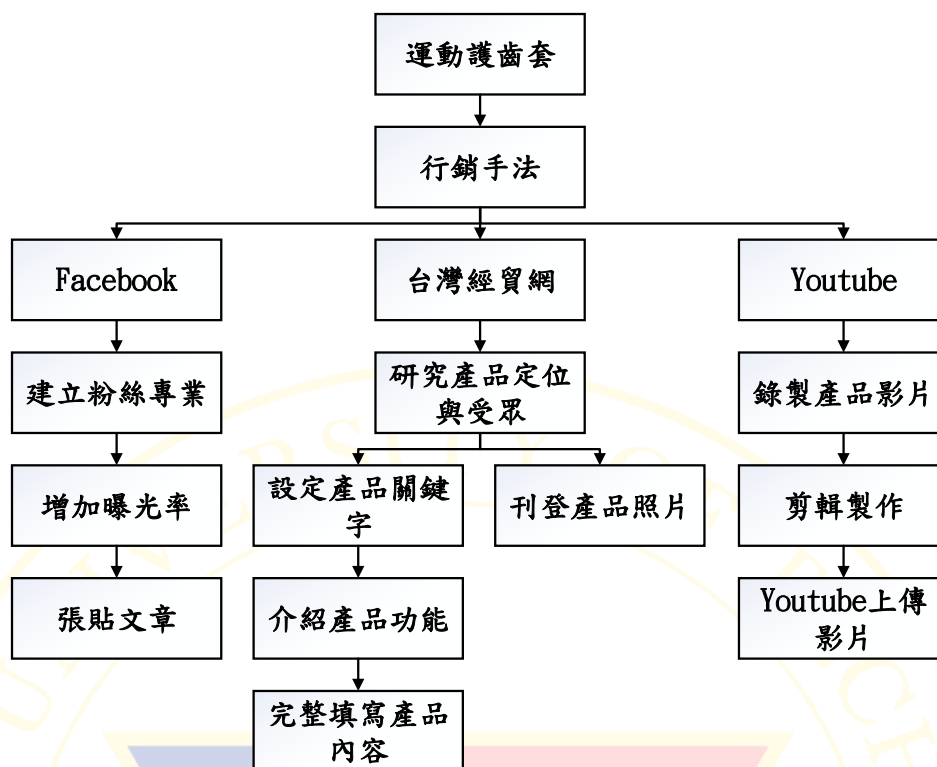 運動護齒套
行銷手法
Facebook
台灣經貿網
Youtube
建立粉絲專業
研究產品定位
與受眾
錄製產品影片
增加曝光率
設定產品關鍵
字
刊登產品照片
剪輯製作
張貼文章
介紹產品功能
Youtube上傳
影片
完整填寫產品
內容